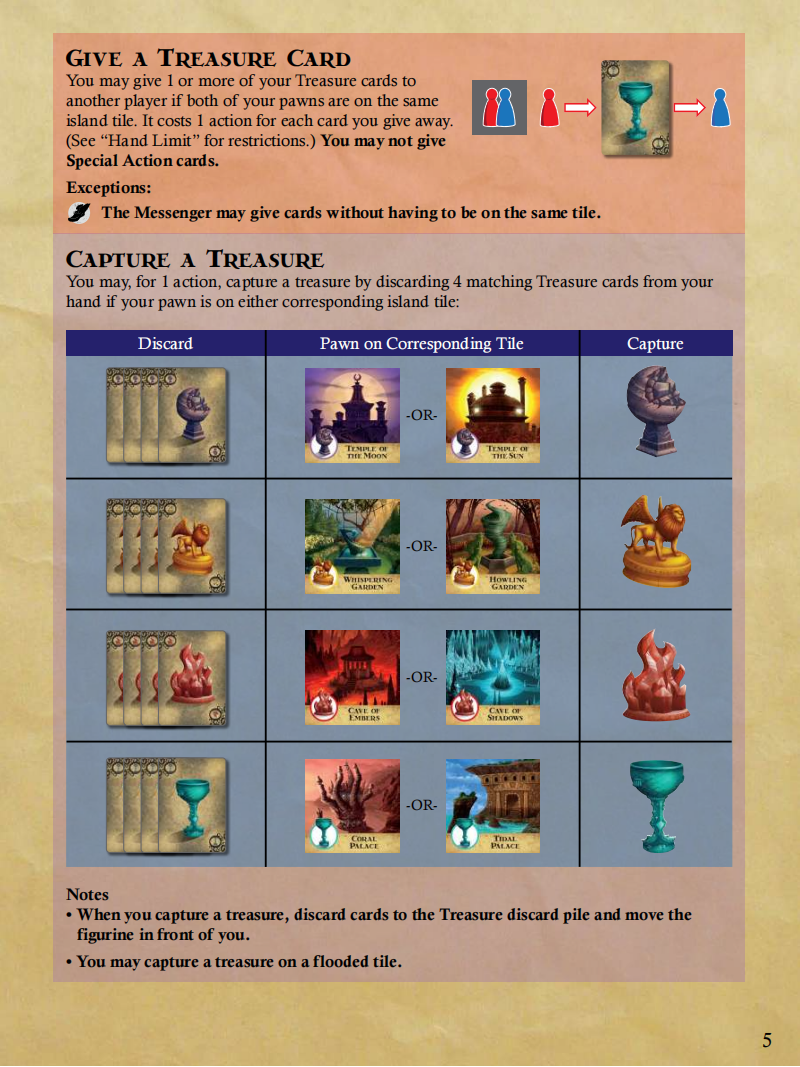 GIVE A TREASURE CARD
You may give 1 or more of your Treasure cards to
another player if both of your pawns are on the same
island tile. It costs 1 action for each card you give away.
(See “Hand Limit” for restrictions.) You may not give
Special Action cards.
Exceptions:
The Messenger may give cards without having to be on the same tile.
CAPTURE A TREASURE
You may, for 1 action, capture a treasure by discarding 4 matching Treasure cards from your
hand if your pawn is on either corresponding island tile:
Discard
Pawn on Corresponding Tile
Capture
TEMPLE OF
THE MOON
-OR-
TEMPLE OF
THE SUN
WHISPERING
GARDEN
-OR-
HOWLING
GARDEN
CAVE OF
EMBERS
-OR-
CAVE OF
SHADOWS
CORAL
PALACE
-OR-
TIDAL
PALACE
Notes
• When you capture a treasure, discard cards to the Treasure discard pile and move the
figurine in front of you.
• You may capture a treasure on a flooded tile.
5